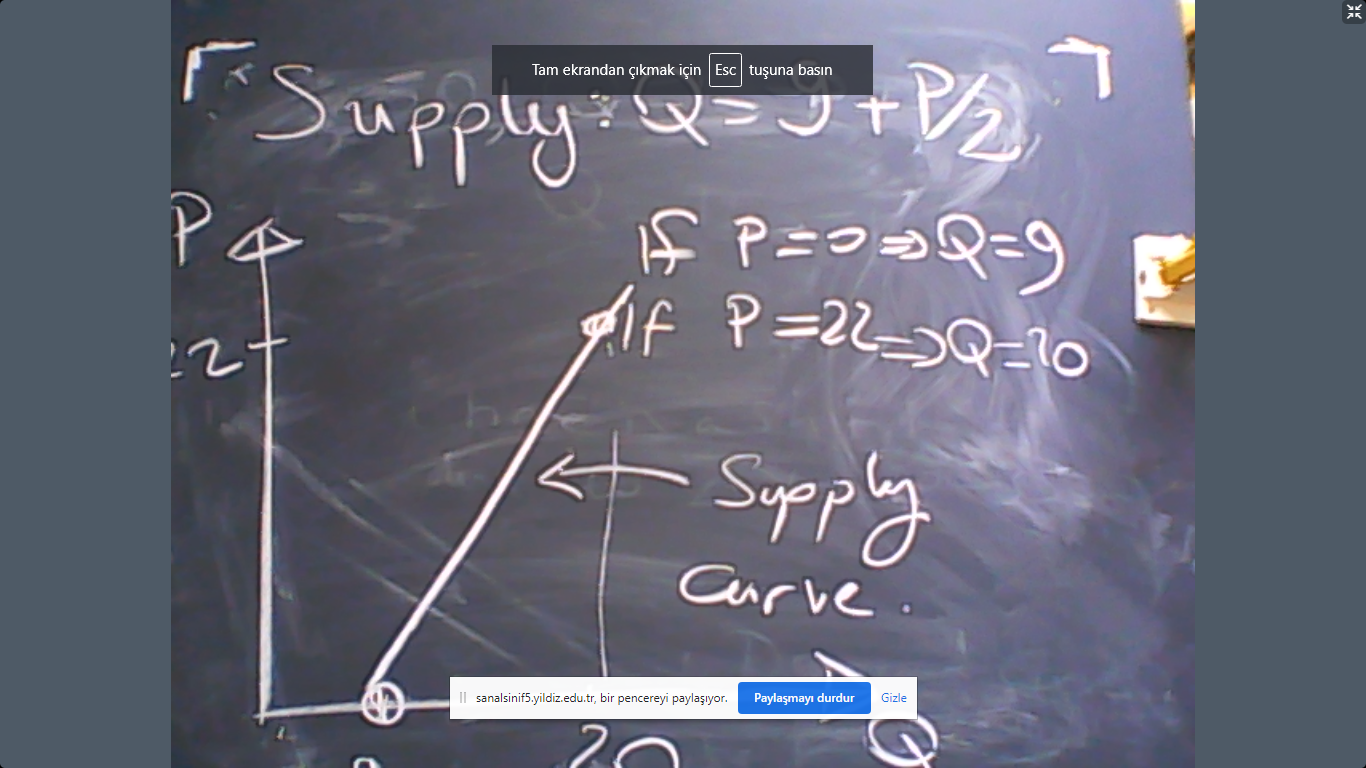 Tam ekrandan çıkmak için Esc tuşuna basın
Supply: Q = 9 + P/2
P
If P = 0 ⇒ Q = 9
If P = 22 ⇒ Q = 20
22
Supply
Curve.
sanalsinif5.yildiz.edu.tr, bir pencereyi paylaşıyor. Paylaşmayı durdur Gizle
20
Q